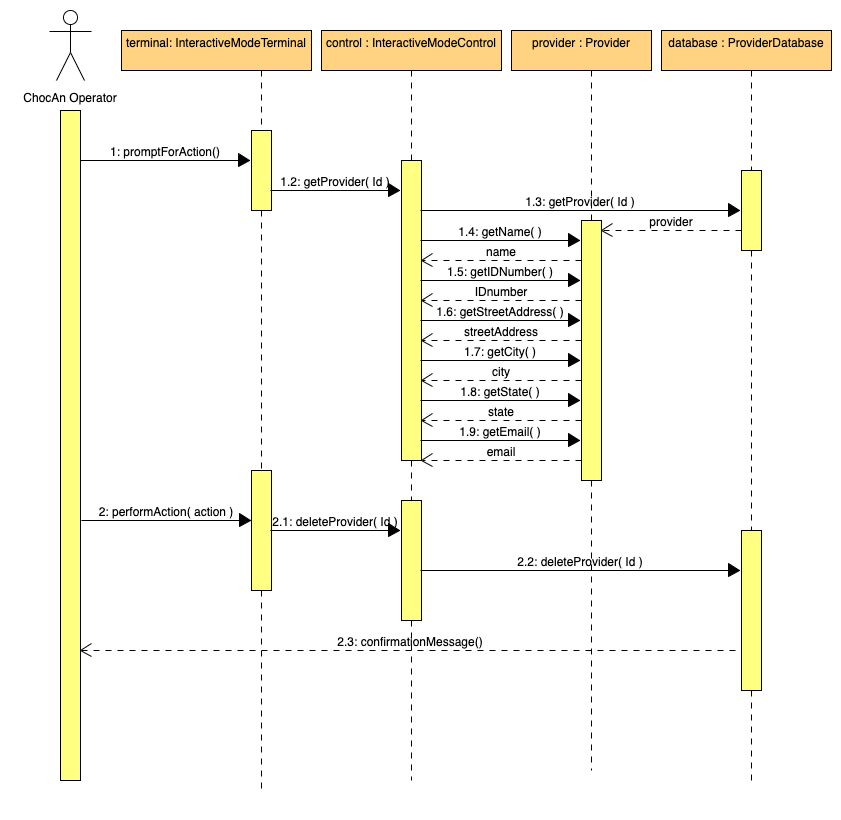 ChocAn Operator
terminal: InteractiveModeTerminal
control : InteractiveModeControl
provider : Provider
database : ProviderDatabase
1: promptForAction()
1.2: getProvider( Id )
1.3: getProvider( Id )
provider
1.4: getName( )
name
1.5: getIDNumber( )
IDnumber
1.6: getStreetAddress( )
streetAddress
1.7: getCity( )
city
1.8: getState( )
state
1.9: getEmail( )
email
2: performAction( action )
2.1: deleteProvider( Id )
2.2: deleteProvider( Id )
2.3: confirmationMessage()